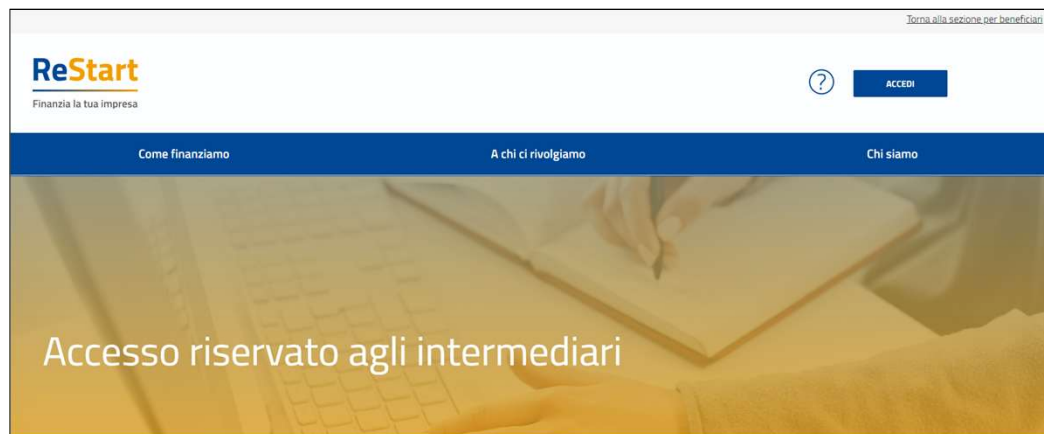 Torna alla sezione per beneficiari
ReStart
Finanzia la tua impresa
?
ACCEDI
Come finanziamo
A chi ci rivolgiamo
Chi siamo
Accesso riservato agli intermediari